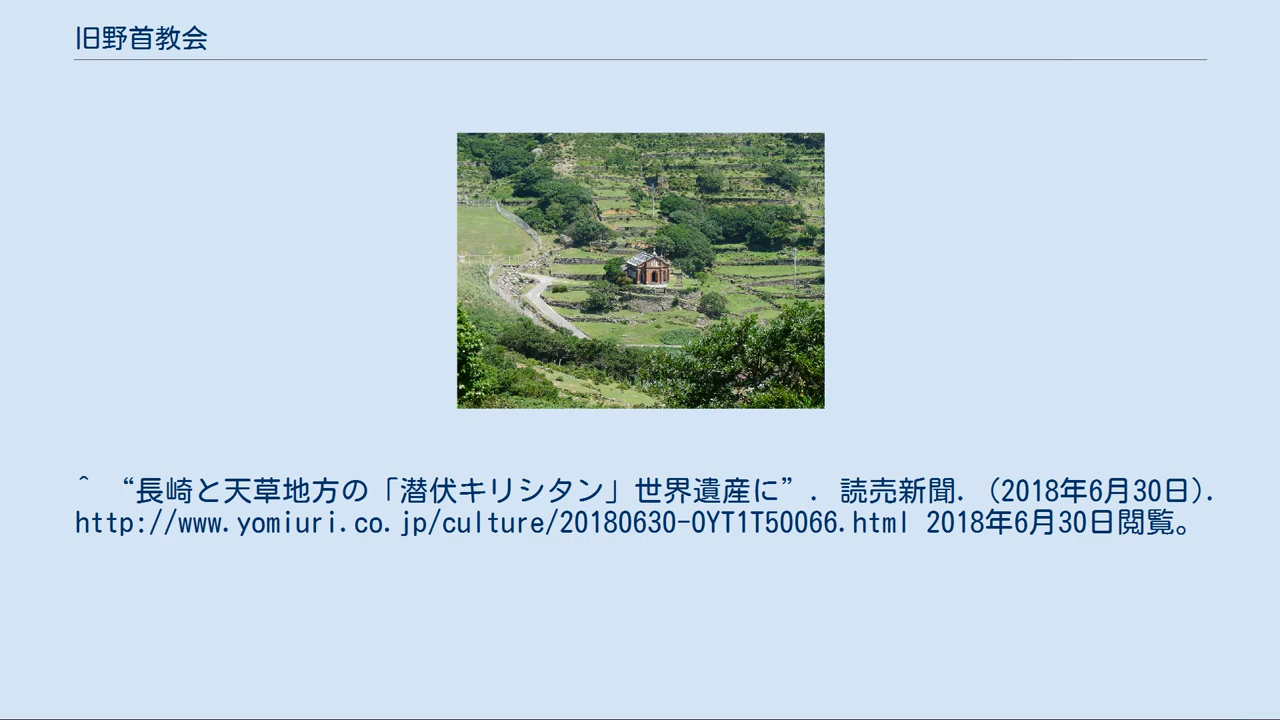 旧野首教会
^ “長崎と天草地方の「潜伏キリシタン」世界遺産に”. 読売新聞. (2018年6月30日).
http://www.yomiuri.co.jp/culture/20180630-OYT1T50066.html 2018年6月30日閲覧。